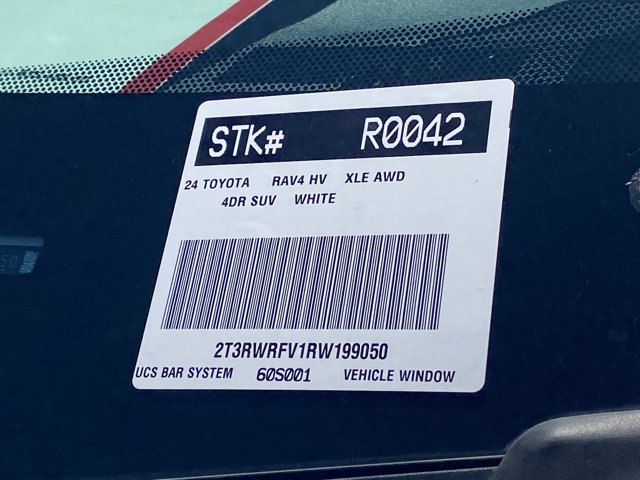 STK# R0042
24 TOYOTA RAV4 HV XLE AWD
4DR SUV WHITE
2T3RWRFV1RW199050
UCS BAR SYSTEM 60S001 VEHICLE WINDOW